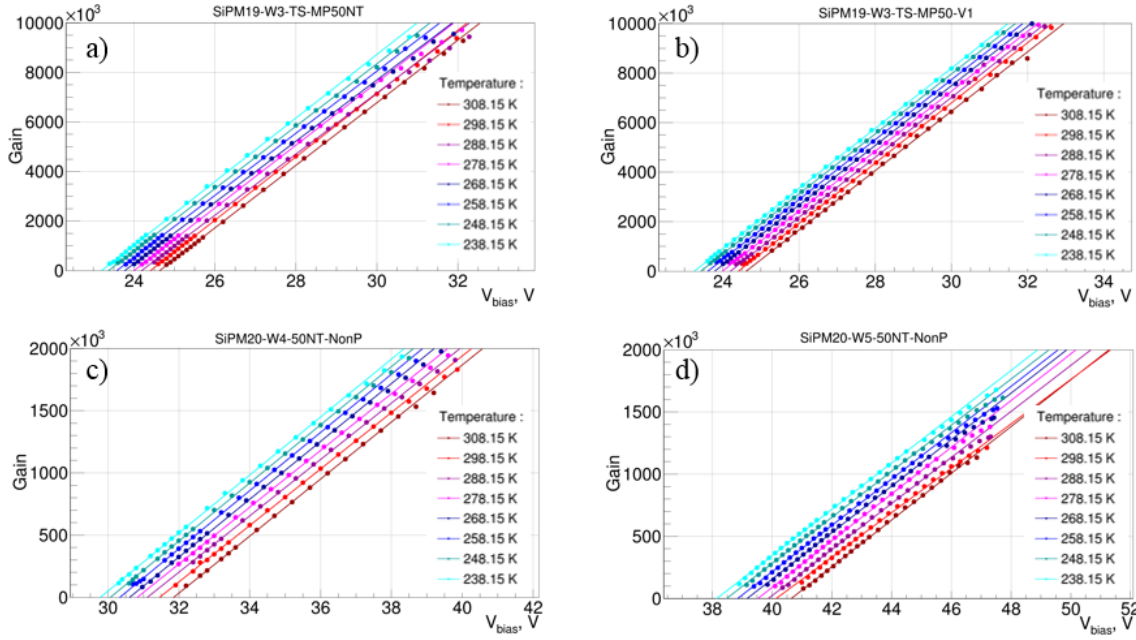 SiPM19-W3-TS-MP50NT
×10³
a)
10000
8000
6000
4000
2000
0
Gain
Temperature :
308.15 K
298.15 K
288.15 K
278.15 K
268.15 K
258.15 K
248.15 K
238.15 K
24 26 28 30 32
V_bias, V
SiPM19-W3-TS-MP50-V1
×10³
b)
10000
8000
6000
4000
2000
0
Gain
Temperature :
308.15 K
298.15 K
288.15 K
278.15 K
268.15 K
258.15 K
248.15 K
238.15 K
24 26 28 30 32 34
V_bias, V
SiPM20-W4-50NT-NonP
×10³
c)
2000
1500
1000
500
0
Gain
Temperature :
308.15 K
298.15 K
288.15 K
278.15 K
268.15 K
258.15 K
248.15 K
238.15 K
30 32 34 36 38 40 42
V_bias, V
SiPM20-W5-50NT-NonP
×10³
d)
2000
1500
1000
500
0
Gain
Temperature :
308.15 K
298.15 K
288.15 K
278.15 K
268.15 K
258.15 K
248.15 K
238.15 K
38 40 42 44 46 48 50 52
V_bias, V